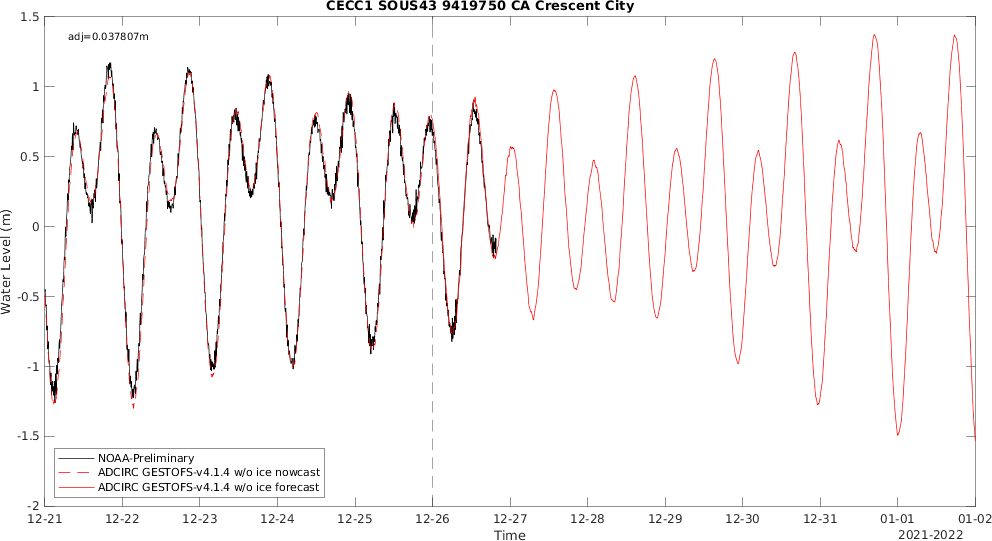 CECC1 SOUS43 9419750 CA Crescent City
adj=0.037807m
1.5
1
0.5
0
-0.5
-1
-1.5
-2
Water Level (m)
NOAA-Preliminary
ADCIRC GESTOFS-v4.1.4 w/o ice nowcast
ADCIRC GESTOFS-v4.1.4 w/o ice forecast
12-21 12-22 12-23 12-24 12-25 12-26 12-27 12-28 12-29 12-30 12-31 01-01 01-02
Time
2021-2022